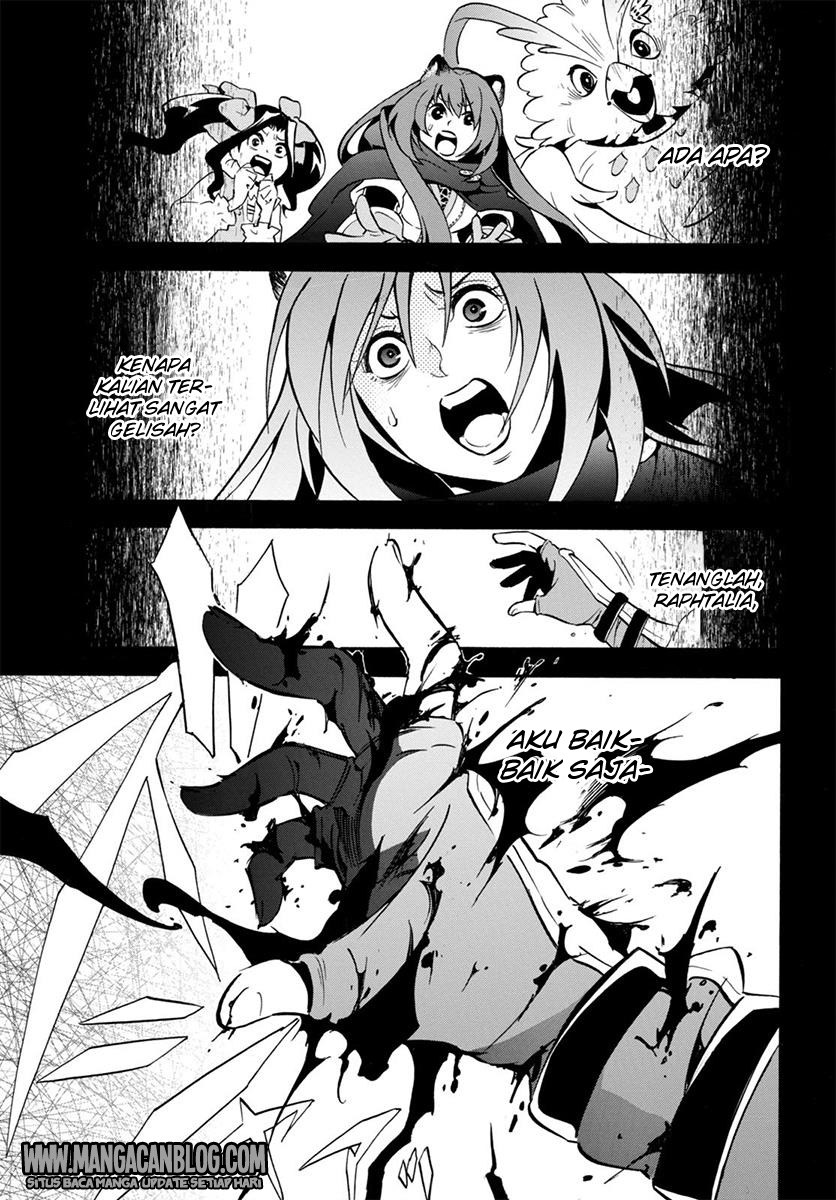 ADA APA?
KENAPA
KALIAN TER-
LIHAT SANGAT
GELISAH?
TENANGLAH,
RAPHTALIA,
AKU BAIK-
BAIK SAJA-
WWW.MANGACANBLOG.COM
SITUS BACA MANGA UPDATE SETIAP HARI